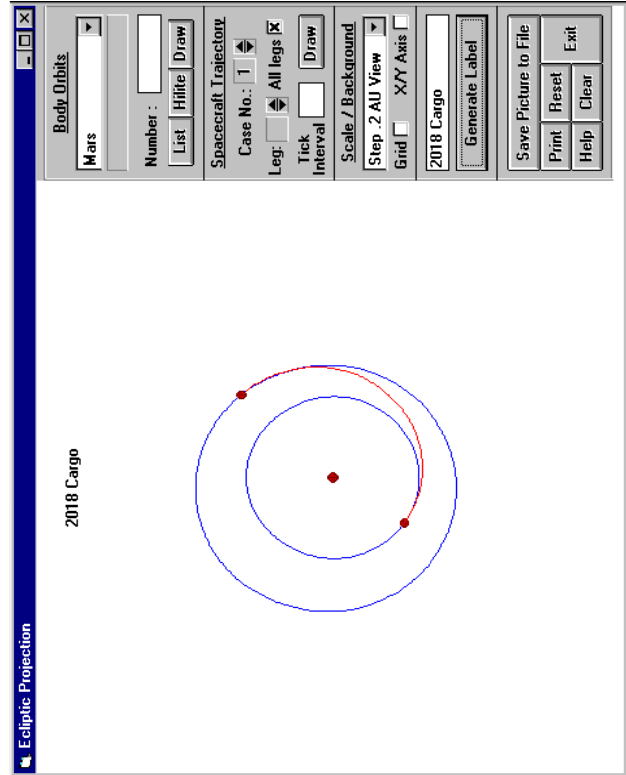 Ecliptic Projection
2018 Cargo
Body Orbits
Mars
Number :
List Hilite Draw
Spacecraft Trajectory
Case No.: 1
Leg: All legs
Tick
Interval
Draw
Scale / Background
Step .2 AU View
Grid X/Y Axis
2018 Cargo
Generate Label
Save Picture to File
Print Reset Exit
Help Clear